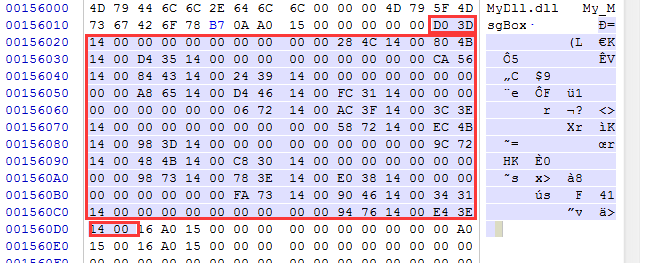 00156000 4D 79 44 6C 6C 2E 64 6C 6C 00 00 00 4D 79 5F 4D MyDll.dll My_M
00156010 73 67 42 6F 78 B7 0A A0 15 00 00 00 00 00 D0 3D sgBox· Ð=
00156020 14 00 00 00 00 00 00 00 00 00 28 4C 14 00 80 4B (L €K
00156030 14 00 D4 35 14 00 00 00 00 00 00 00 00 00 CA 56 Ô5 ÊV
00156040 14 00 84 43 14 00 24 39 14 00 00 00 00 00 00 00 „C $9
00156050 00 00 A8 65 14 00 D4 46 14 00 FC 31 14 00 00 00 ¨e ÔF ü1
00156060 00 00 00 00 00 00 06 72 14 00 AC 3F 14 00 3C 3E r ¬? <>
00156070 14 00 00 00 00 00 00 00 00 00 58 72 14 00 EC 4B Xr ìK
00156080 14 00 98 3D 14 00 00 00 00 00 00 00 00 00 9C 72 ˜= œr
00156090 14 00 48 4B 14 00 C8 30 14 00 00 00 00 00 00 00 HK È0
001560A0 00 00 98 73 14 00 78 3E 14 00 E0 38 14 00 00 00 ˜s x> à8
001560B0 00 00 00 00 00 00 FA 73 14 00 90 46 14 00 34 31 ús F 41
001560C0 14 00 00 00 00 00 00 00 00 00 94 76 14 00 E4 3E ”v ä>
001560D0 14 00 16 A0 15 00 00 00 00 00 00 00 00 00 00 A0
001560E0 15 00 16 A0 15 00 00 00 00 00 00 00 00 00 00 00